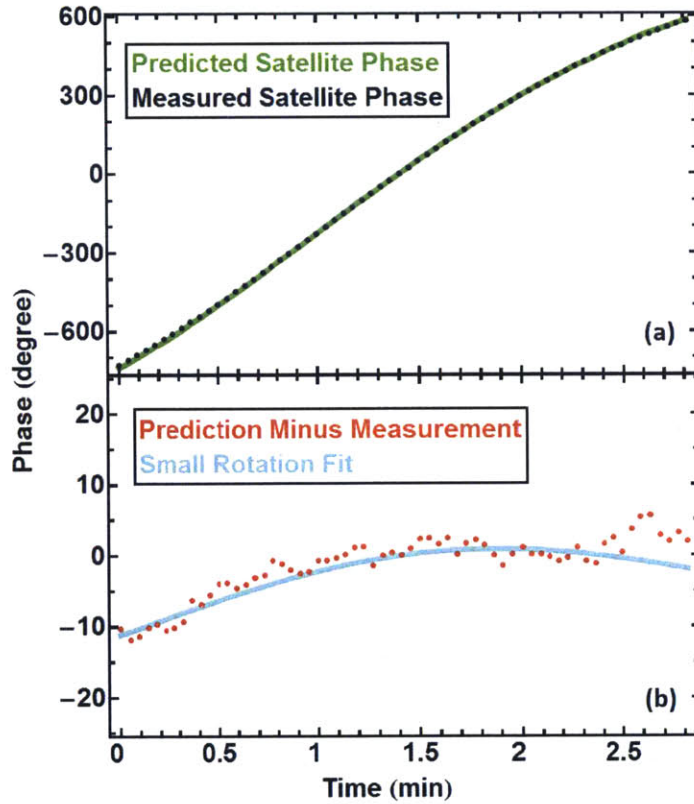 600
Predicted Satellite Phase
Measured Satellite Phase
300
0
−300
−600
(a)
Phase (degree)
20
Prediction Minus Measurement
Small Rotation Fit
10
0
−10
−20
(b)
0 0.5 1 1.5 2 2.5
Time (min)